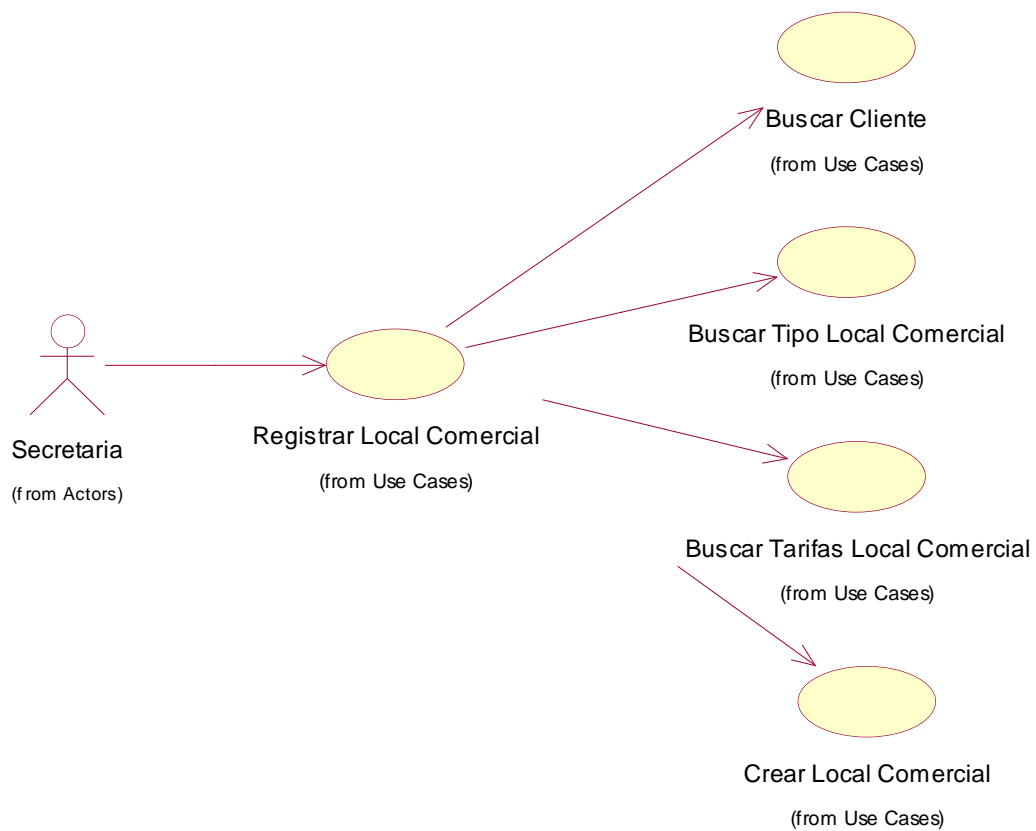 Buscar Cliente
(from Use Cases)
Buscar Tipo Local Comercial
(from Use Cases)
Secretaria
(from Actors)
Registrar Local Comercial
(from Use Cases)
Buscar Tarifas Local Comercial
(from Use Cases)
Crear Local Comercial
(from Use Cases)